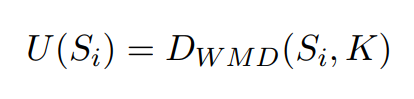 U(S_i) = D_{WMD}(S_i, K)